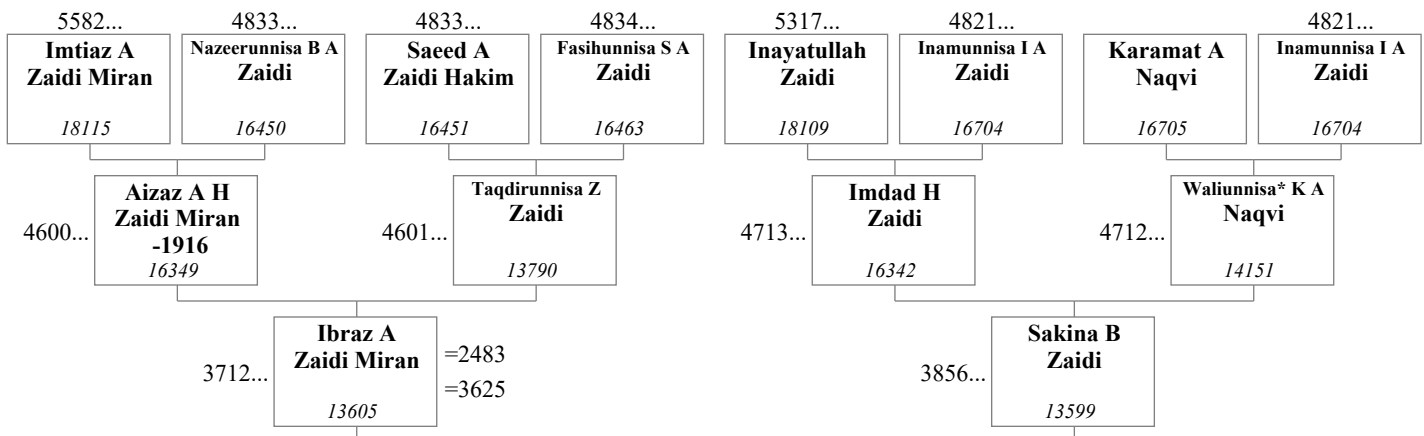 5582... 4833... 4833... 4834... 5317... 4821... 4821...
Imtiaz A
Zaidi Miran
18115
Nazeerunnisa B A
Zaidi
16450
Saeed A
Zaidi Hakim
16451
Fasihunnisa S A
Zaidi
16463
Inayatullah
Zaidi
18109
Inamunnisa I A
Zaidi
16704
Karamat A
Naqvi
16705
Inamunnisa I A
Zaidi
16704
4600...
Aizaz A H
Zaidi Miran
-1916
16349
4601...
Taqdirunnisa Z
Zaidi
13790
4713...
Imdad H
Zaidi
16342
4712...
Waliunnisa* K A
Naqvi
14151
3712...
Ibraz A
Zaidi Miran
13605
=2483
=3625
3856...
Sakina B
Zaidi
13599